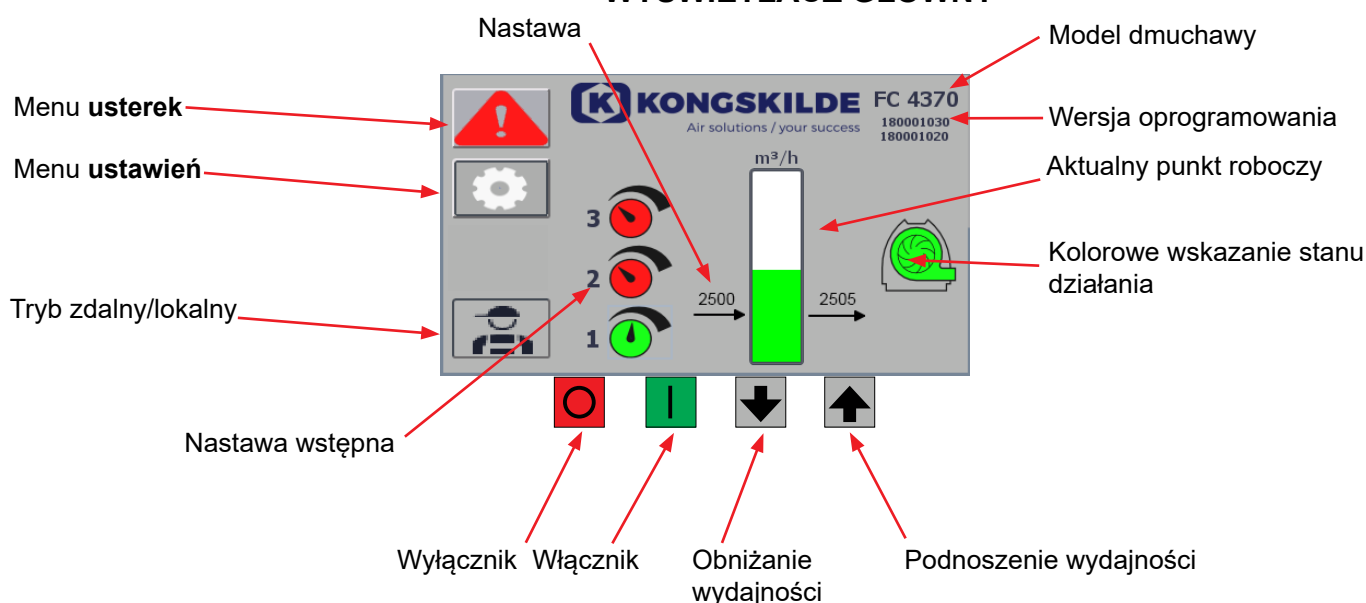 Nastawa
Model dmuchawy
Menu usterek
KONGSKILDE
FC 4370
Air solutions / your success
180001030
180001020
Wersja oprogramowania
Menu ustawień
m³/h
Aktualny punkt roboczy
3
Kolorowe wskazanie stanu
działania
2
2500
2505
Tryb zdalny/lokalny
1
Nastawa wstępna
Wyłącznik
Włącznik
Obniżanie
wydajności
Podnoszenie wydajności